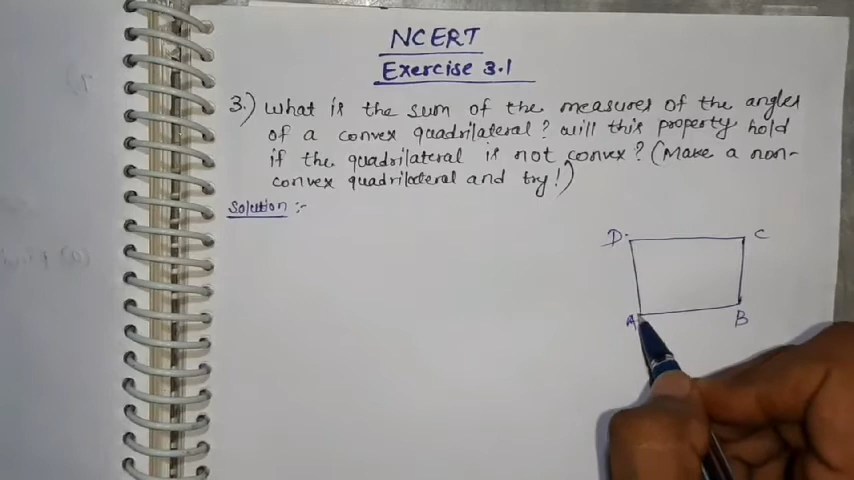 NCERT
Exercise 3.1
3.) What is the sum of the measures of the angles
of a convex quadrilateral? will this property hold
if the quadrilateral is not convex? (Make a non-
convex quadrilateral and try!)
Solution :-
D C
A B